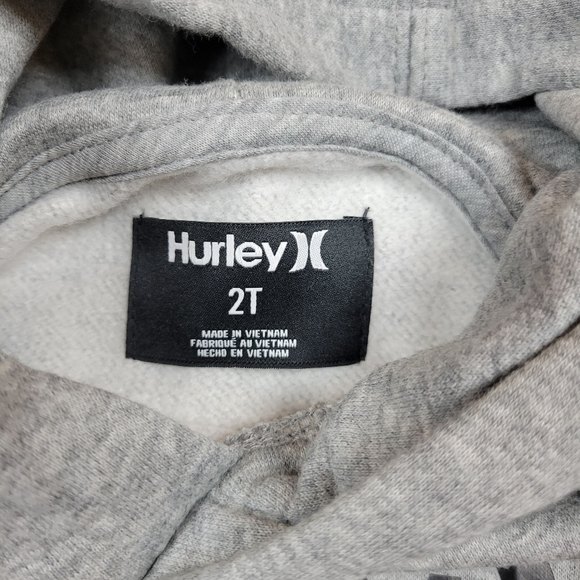 Hurley
2T
MADE IN VIETNAM
FABRIQUÉ AU VIETNAM
HECHO EN VIETNAM